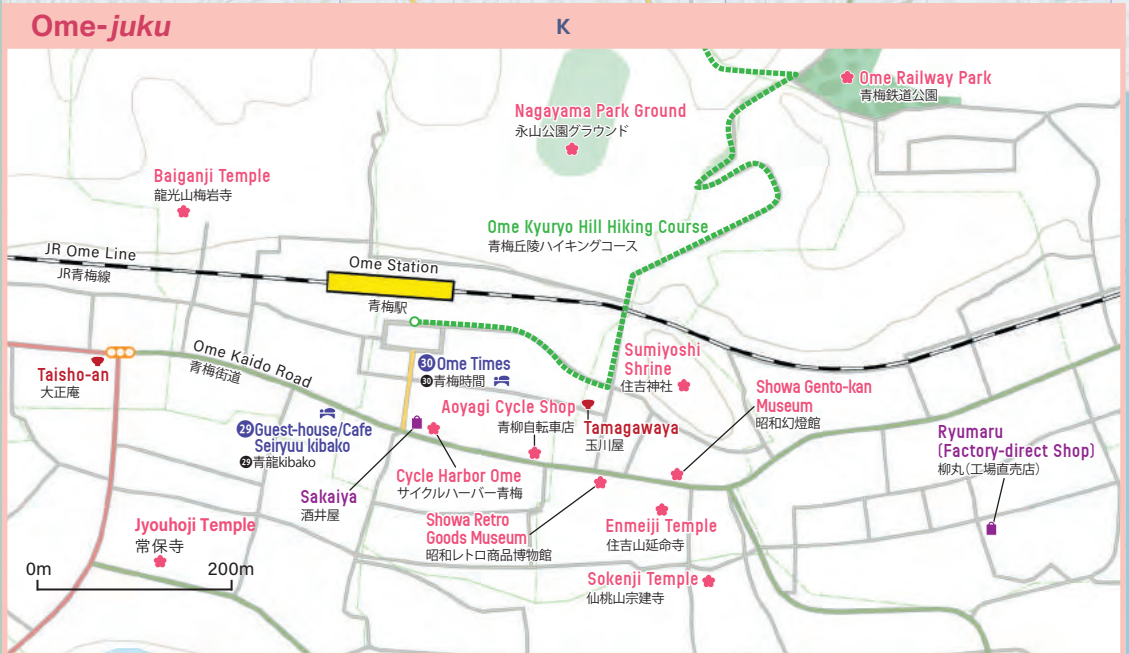 Ome-juku
K
Ome Railway Park
青梅鉄道公園
Nagayama Park Ground
永山公園グラウンド
Baiganji Temple
龍光山梅岩寺
Ome Kyuryo Hill Hiking Course
青梅丘陵ハイキングコース
JR Ome Line
JR青梅線
Ome Station
青梅駅
Ome Kaido Road
青梅街道
Taisho-an
大正庵
30 Ome Times
30 青梅時間
Sumiyoshi
Shrine
住吉神社
Showa Gento-kan
Museum
昭和幻燈館
Aoyagi Cycle Shop
青柳自転車店
Tamagawaya
玉川屋
29 Guest-house/Cafe
Seiryuu kibako
29 青龍kibako
Ryumaru
(Factory-direct Shop)
柳丸(工場直売店)
Cycle Harbor Ome
サイクルハーバー青梅
Sakaiya
酒井屋
Showa Retro
Goods Museum
昭和レトロ商品博物館
Enmeiji Temple
住吉山延命寺
Jyouhoji Temple
常保寺
Sokenji Temple
仙桃山宗建寺
0m
200m